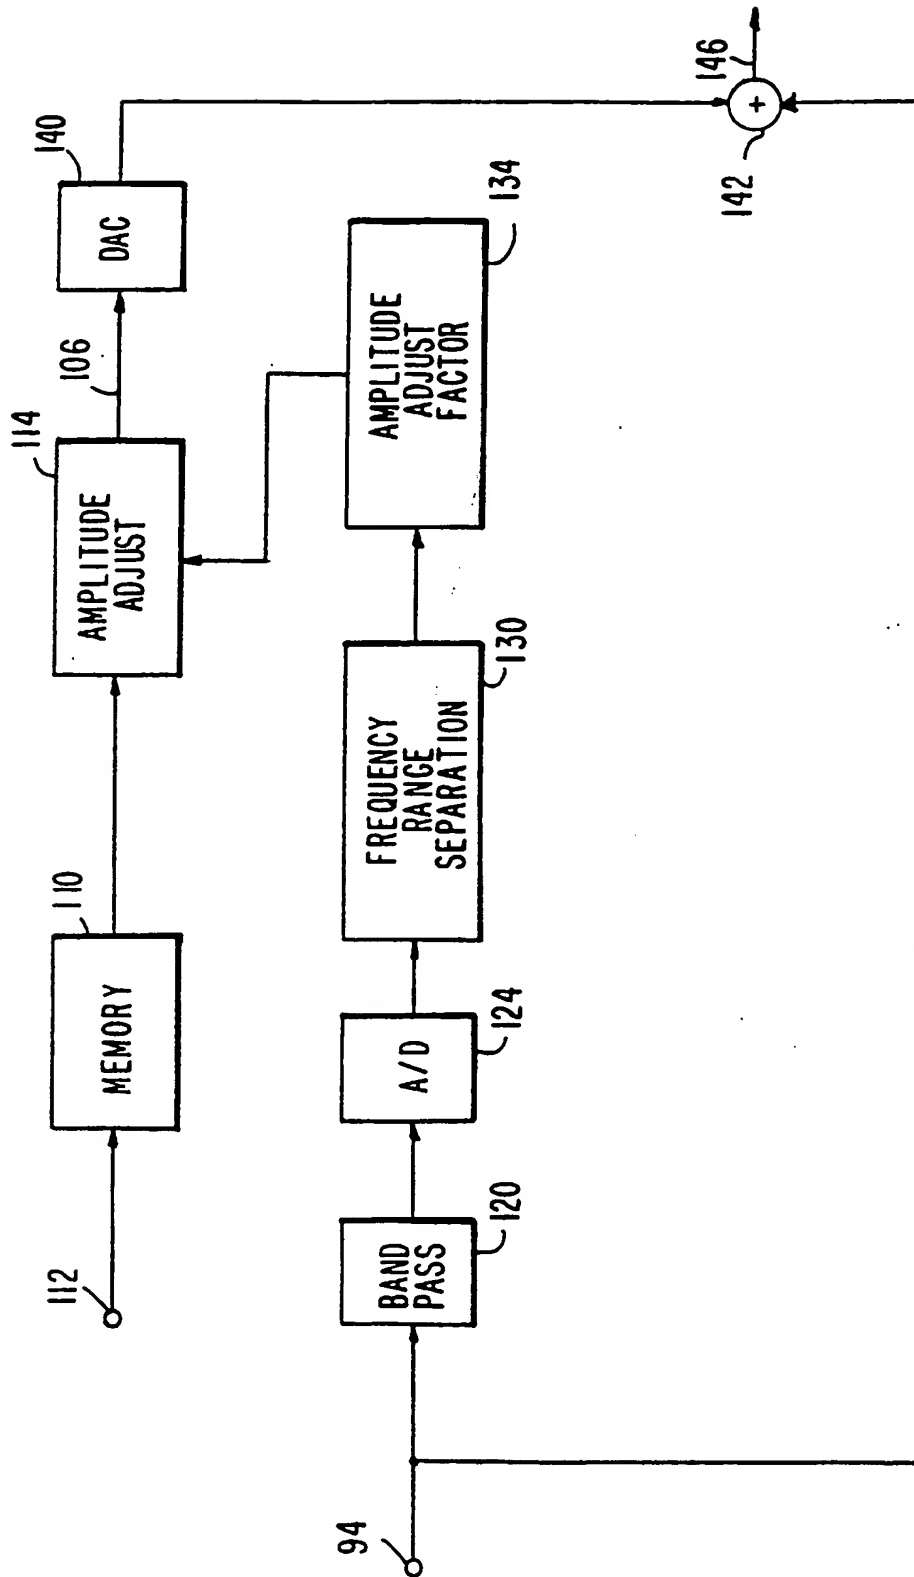 112
MEMORY
110
AMPLITUDE
ADJUST
114
106
DAC
140
94
BAND
PASS
120
A/D
124
FREQUENCY
RANGE
SEPARATION
130
AMPLITUDE
ADJUST
FACTOR
134
+
142
146